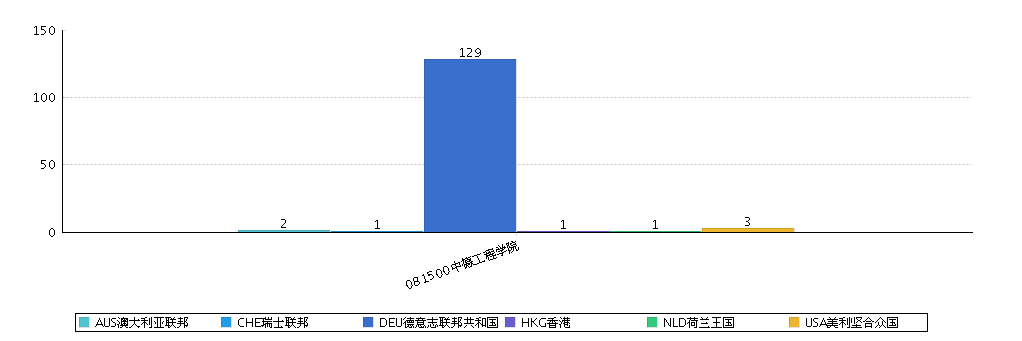 150
129
100
50
2
1
1
1
3
0
081500中德工程学院
AUS澳大利亚联邦
CHE瑞士联邦
DEU德意志联邦共和国
HKG香港
NLD荷兰王国
USA美利坚合众国